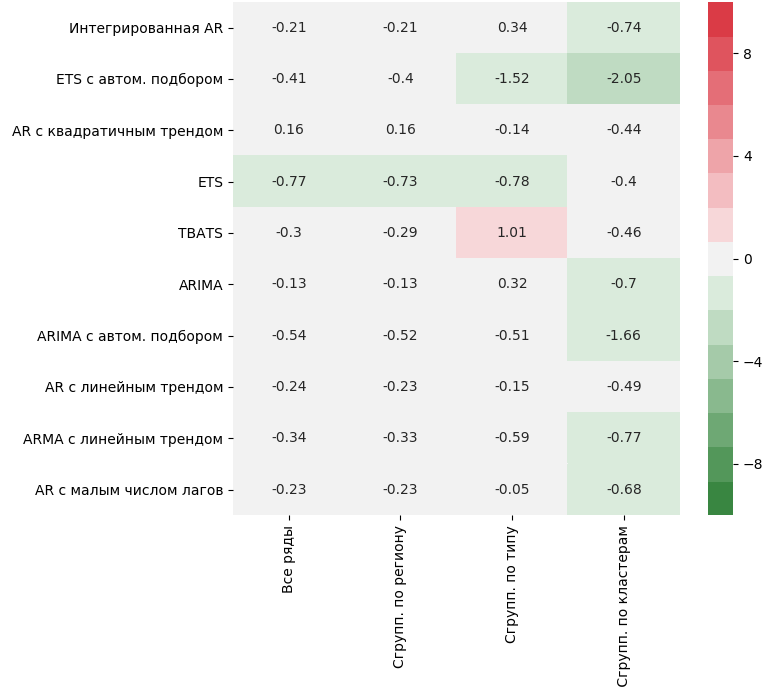 Интегрированная AR -0.21 -0.21 0.34 -0.74
ETS с автом. подбором -0.41 -0.4 -1.52 -2.05
AR с квадратичным трендом 0.16 0.16 -0.14 -0.44
ETS -0.77 -0.73 -0.78 -0.4
TBATS -0.3 -0.29 1.01 -0.46
ARIMA -0.13 -0.13 0.32 -0.7
ARIMA с автом. подбором -0.54 -0.52 -0.51 -1.66
AR с линейным трендом -0.24 -0.23 -0.15 -0.49
ARMA с линейным трендом -0.34 -0.33 -0.59 -0.77
AR с малым числом лагов -0.23 -0.23 -0.05 -0.68
Все ряды
Сгрупп. по региону
Сгрупп. по типу
Сгрупп. по кластерам
8
4
0
−4
−8